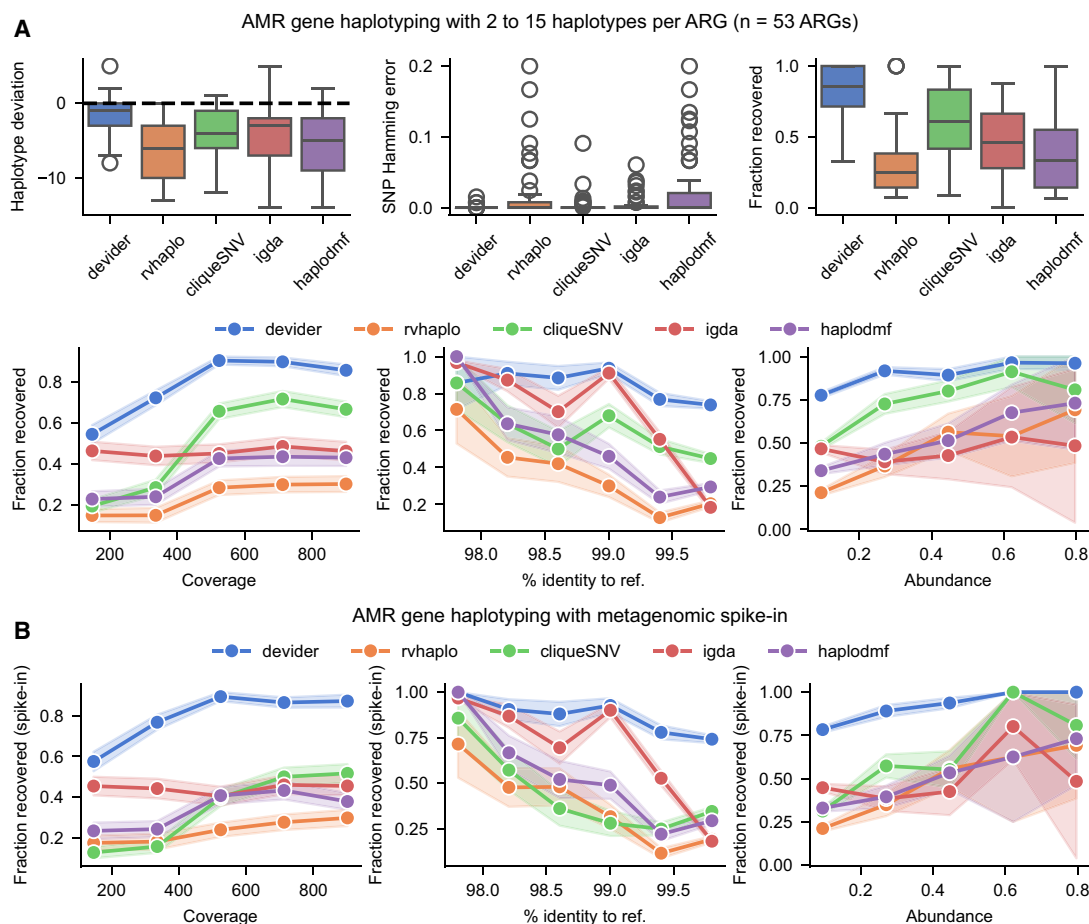 A
AMR gene haplotyping with 2 to 15 haplotypes per ARG (n = 53 ARGs)
Haplotype deviation
0
−10
devider
rvhaplo
cliqueSNV
igda
haplodmf
SNP Hamming error
0.2
0.1
0.0
devider
rvhaplo
cliqueSNV
igda
haplodmf
Fraction recovered
1.0
0.5
0.0
devider
rvhaplo
cliqueSNV
igda
haplodmf
devider rvhaplo cliqueSNV igda haplodmf
Fraction recovered
0.8
0.6
0.4
0.2
200 400 600 800
Coverage
Fraction recovered
1.0
0.8
0.6
0.4
0.2
98.0 98.5 99.0 99.5
% identity to ref.
Fraction recovered
1.00
0.75
0.50
0.25
0.00
0.2 0.4 0.6 0.8
Abundance
B
AMR gene haplotyping with metagenomic spike-in
devider rvhaplo cliqueSNV igda haplodmf
Fraction recovered (spike-in)
0.8
0.6
0.4
0.2
200 400 600 800
Coverage
Fraction recovered (spike-in)
1.00
0.75
0.50
0.25
98.0 98.5 99.0 99.5
% identity to ref.
Fraction recovered (spike-in)
1.00
0.75
0.50
0.25
0.00
0.2 0.4 0.6 0.8
Abundance